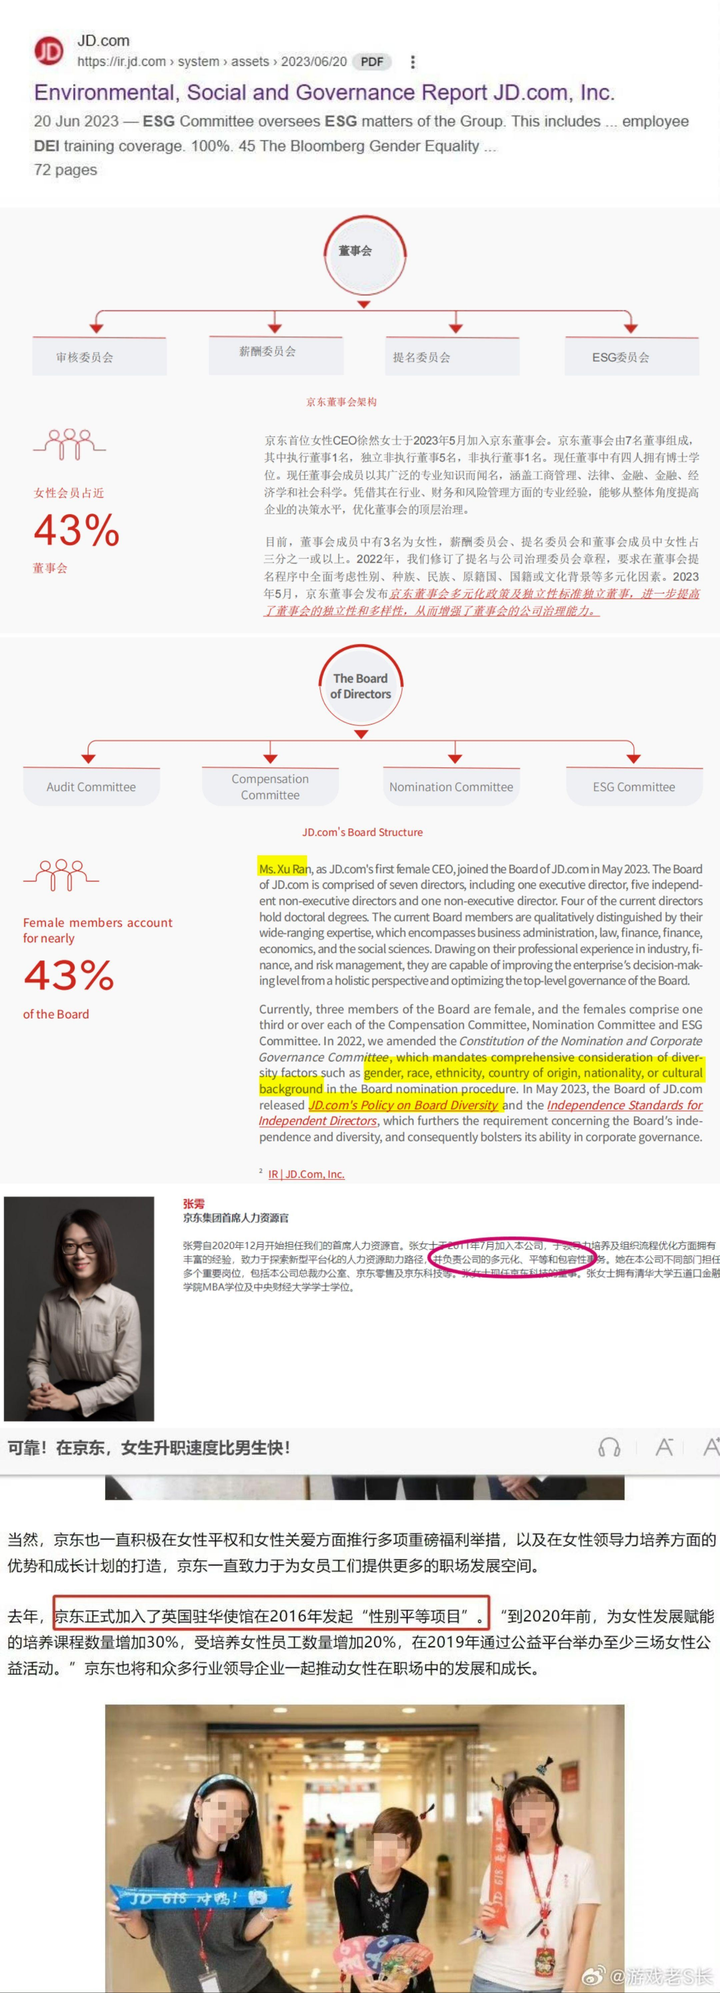 JD
JD.com
https://ir.jd.com › system › assets › 2023/06/20 PDF
Environmental, Social and Governance Report JD.com, Inc.
20 Jun 2023 — ESG Committee oversees ESG matters of the Group. This includes ... employee
DEI training coverage. 100%. 45 The Bloomberg Gender Equality ...
72 pages
董事会
审核委员会
薪酬委员会
提名委员会
ESG委员会
京东董事会架构
女性会员占近
43%
董事会
京东首位女性CEO徐然女士于2023年5月加入京东董事会。京东董事会由7名董事组成，
其中执行董事1名，独立非执行董事5名，非执行董事1名。现任董事中有四人拥有博士学
位。现任董事会成员以其广泛的专业知识而闻名，涵盖工商管理、法律、金融、金融、经
济学和社会科学。凭借其在行业、财务和风险管理方面的专业经验，能够从整体角度提高
企业的决策水平，优化董事会的顶层治理。
目前，董事会成员中有3名为女性，薪酬委员会、提名委员会和董事会成员中女性占
三分之一或以上。2022年，我们修订了提名与公司治理委员会章程，要求在董事会提
名程序中全面考虑性别、种族、民族、原籍国、国籍或文化背景等多元化因素。2023
年5月，京东董事会发布京东董事会多元化政策及独立性标准独立董事，进一步提高
了董事会的独立性和多样性，从而增强了董事会的公司治理能力。
The Board
of Directors
Audit Committee
Compensation
Committee
Nomination Committee
ESG Committee
JD.com's Board Structure
Female members account
for nearly
43%
of the Board
Ms. Xu Ran, as JD.com's first female CEO, joined the Board of JD.com in May 2023. The Board
of JD.com is comprised of seven directors, including one executive director, five independ-
ent non-executive directors and one non-executive director. Four of the current directors
hold doctoral degrees. The current Board members are qualitatively distinguished by their
wide-ranging expertise, which encompasses business administration, law, finance, finance,
economics, and the social sciences. Drawing on their professional experience in industry, fi-
nance, and risk management, they are capable of improving the enterprise's decision-mak-
ing level from a holistic perspective and optimizing the top-level governance of the Board.
Currently, three members of the Board are female, and the females comprise one
third or over each of the Compensation Committee, Nomination Committee and ESG
Committee. In 2022, we amended the Constitution of the Nomination and Corporate
Governance Committee, which mandates comprehensive consideration of diver-
sity factors such as gender, race, ethnicity, country of origin, nationality, or cultural
background in the Board nomination procedure. In May 2023, the Board of JD.com
released JD.com's Policy on Board Diversity and the Independence Standards for
Independent Directors, which furthers the requirement concerning the Board's inde-
pendence and diversity, and consequently bolsters its ability in corporate governance.
2 IR | JD.Com, Inc.
张雱
京东集团首席人力资源官
张雱自2020年12月开始担任我们的首席人力资源官。张女士于2011年7月加入本公司，于领导力培养及组织流程优化方面拥有
丰富的经验，致力于探索新型平台化的人力资源助力路径，并负责公司的多元化、平等和包容性事务。她在本公司不同部门担任
多个重要岗位，包括本公司总裁办公室、京东零售及京东科技等。张女士现任京东科技的董事。张女士拥有清华大学五道口金融
学院MBA学位及中央财经大学学士学位。
可靠！在京东，女生升职速度比男生快！
当然，京东也一直积极在女性平权和女性关爱方面推行多项重磅福利举措，以及在女性领导力培养方面的
优势和成长计划的打造，京东一直致力于为女员工们提供更多的职场发展空间。
去年，京东正式加入了英国驻华使馆在2016年发起“性别平等项目”。“到2020年前，为女性发展赋能
的培养课程数量增加30%，受培养女性员工数量增加20%，在2019年通过公益平台举办至少三场女性公
益活动。”京东也将和众多行业领导企业一起推动女性在职场中的发展和成长。
JD 618 冲鸭！
@游戏老S长